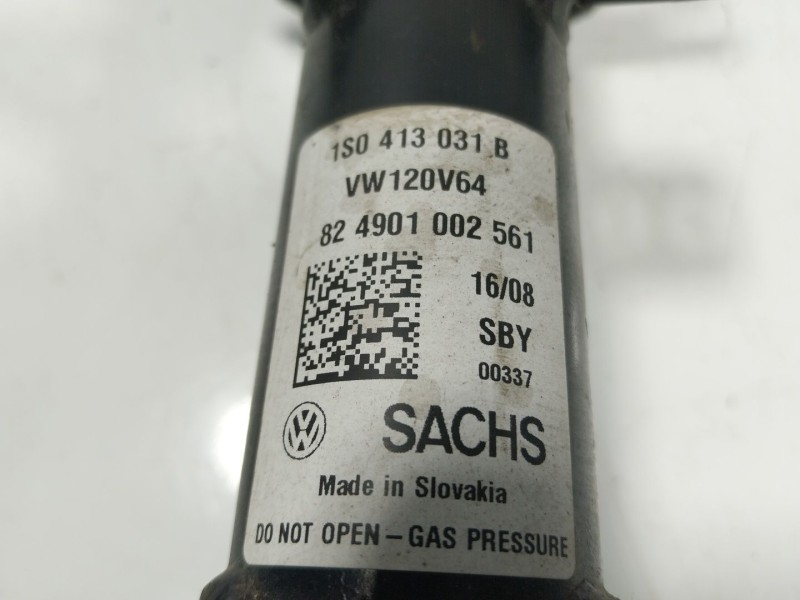 1S0 413 031 B
VW120V64
82 4901 002 561
16/08
SBY
00337
VW SACHS
Made in Slovakia
DO NOT OPEN - GAS PRESSURE